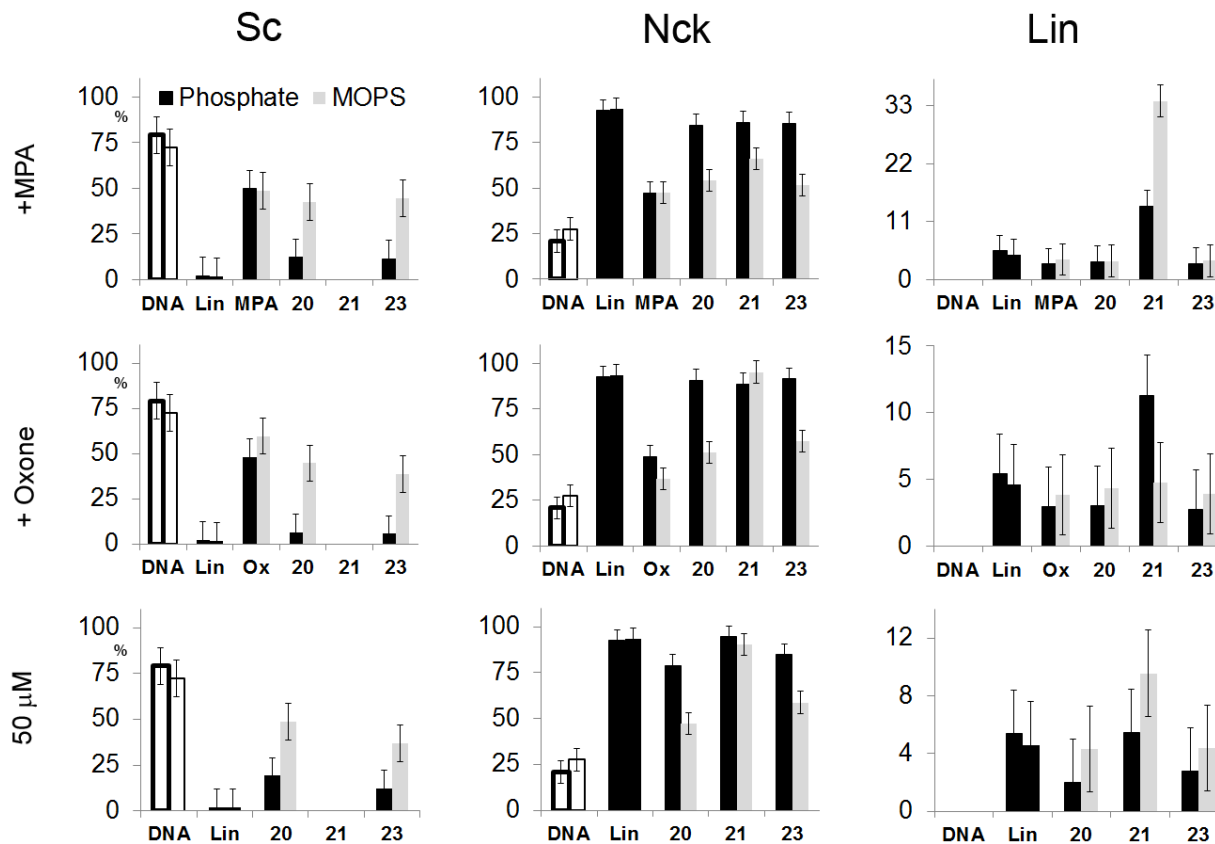 Sc Nck Lin
+MPA
100 75 50 25 0
%
Phosphate MOPS
DNA Lin MPA 20 21 23
100 75 50 25 0
DNA Lin MPA 20 21 23
33 22 11 0
DNA Lin MPA 20 21 23
+ Oxone
100 75 50 25 0
%
DNA Lin Ox 20 21 23
100 75 50 25 0
DNA Lin Ox 20 21 23
15 10 5 0
DNA Lin Ox 20 21 23
50 µM
100 75 50 25 0
%
DNA Lin 20 21 23
100 75 50 25 0
DNA Lin 20 21 23
12 8 4 0
DNA Lin 20 21 23